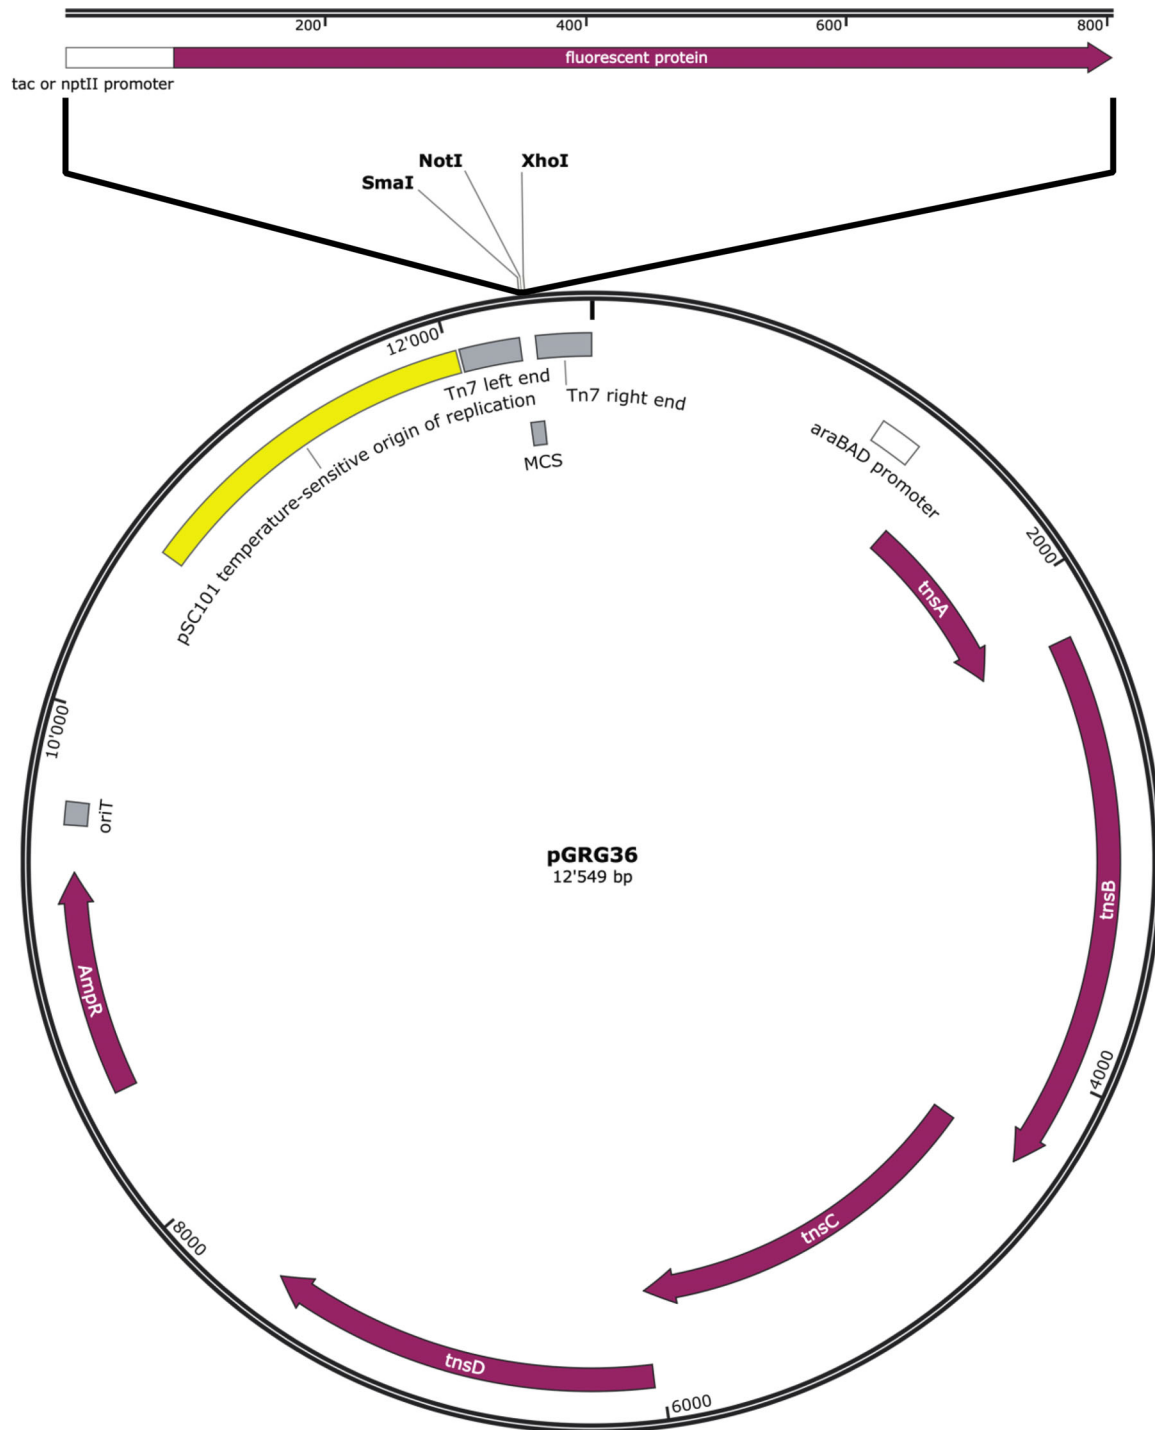 200
400
600
800
fluorescent protein
tac or nptII promoter
NotI
XhoI
SmaI
12'000
Tn7 left end
Tn7 right end
pSC101 temperature-sensitive origin of replication
MCS
araBAD promoter
2000
tnsA
10'000
oriT
pGRG36
12'549 bp
tnsB
AmpR
4000
tnsC
8000
tnsD
6000